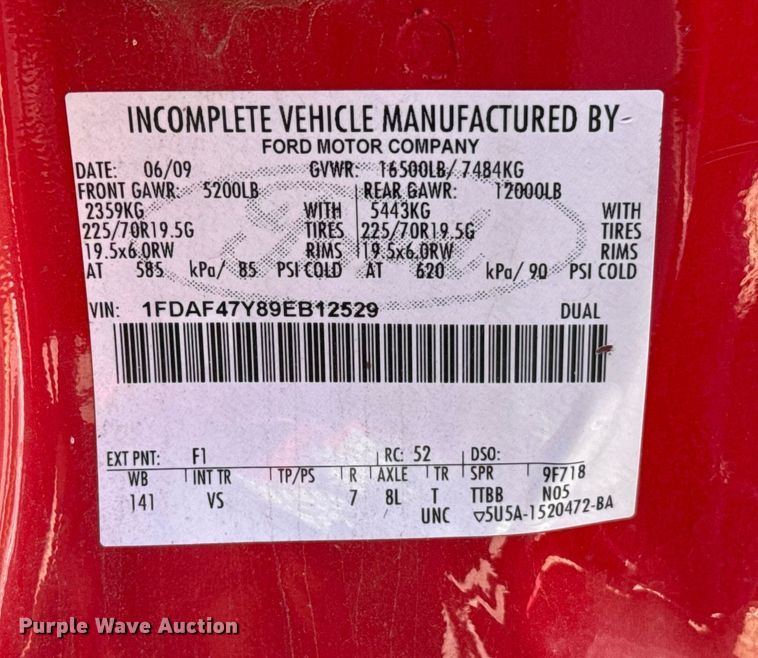 INCOMPLETE VEHICLE MANUFACTURED BY
FORD MOTOR COMPANY
DATE: 06/09 GVWR: 16500LB/ 7484KG
FRONT GAWR: 5200LB REAR GAWR: 12000LB
2359KG WITH 5443KG WITH
225/70R19.5G TIRES 225/70R19.5G TIRES
19.5x6.0RW RIMS 19.5x6.0RW RIMS
AT 585 kPa/ 85 PSI COLD AT 620 kPa/ 90 PSI COLD
VIN: 1FDAF47Y89EB12529 DUAL
EXT PNT: F1 RC: 52 DSO:
WB INT TR TP/PS R AXLE TR SPR 9F718
141 VS 7 8L T TTBB N05
UNC ▽5U5A-1520472-BA
Purple Wave Auction